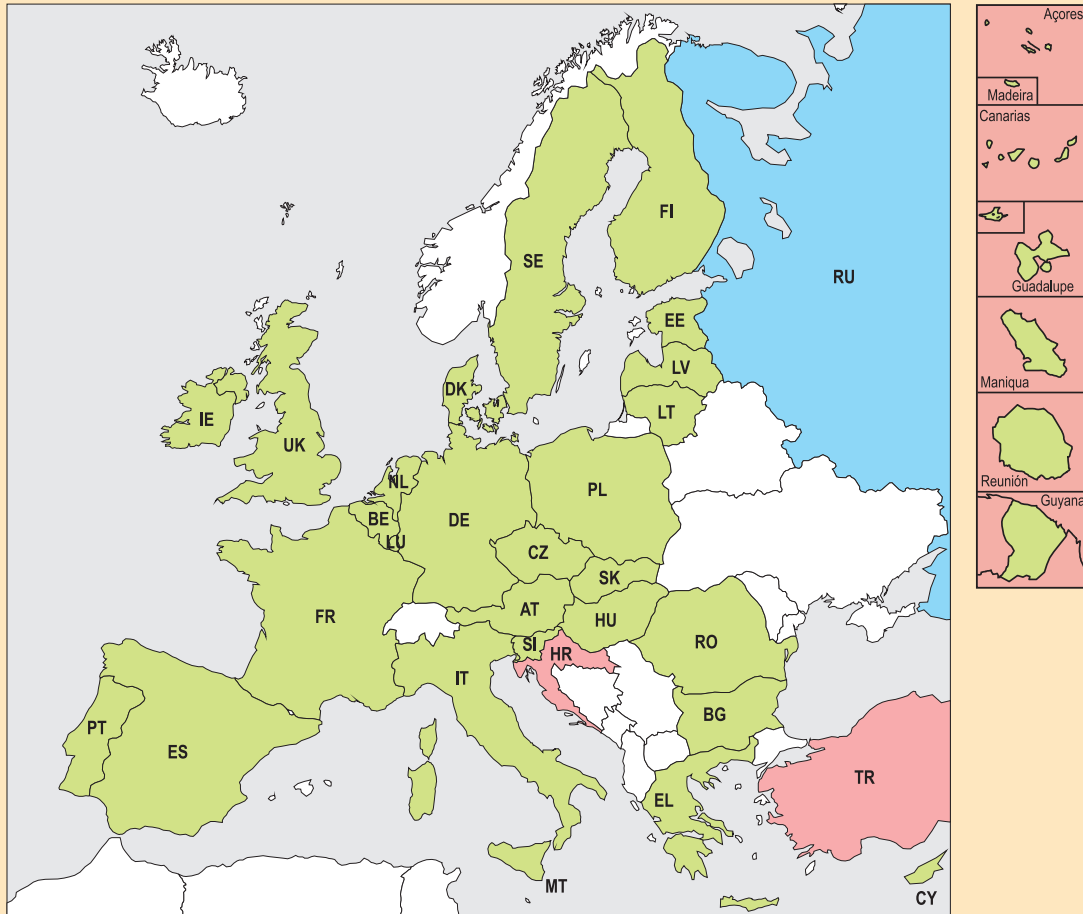 FI
SE
RU
EE
LV
DK
LT
IE
UK
NL
PL
BE
DE
LU
CZ
SK
AT
HU
FR
SI
HR
RO
IT
BG
PT
ES
TR
EL
MT
CY
Açores
Madeira
Canarias
Guadalupe
Maniqua
Reunión
Guyana